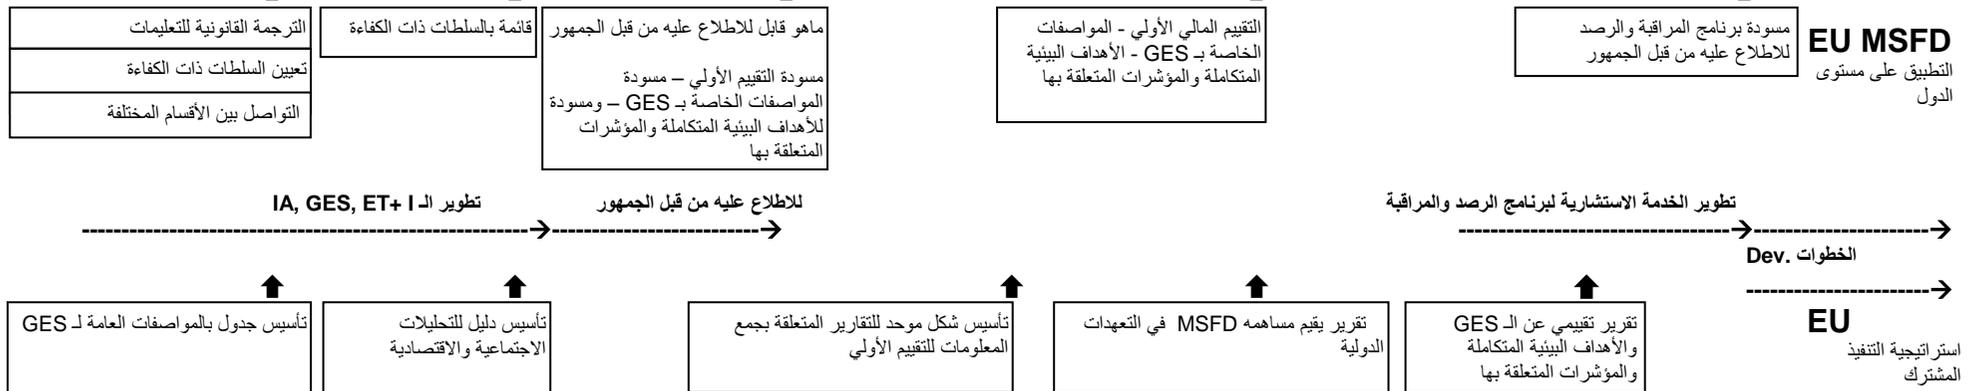 الترجمة القانونية للتعليمات
تعيين السلطات ذات الكفاءة
التواصل بين الأقسام المختلفة
قائمة بالسلطات ذات الكفاءة
ماهو قابل للاطلاع عليه من قبل الجمهور
مسودة التقييم الأولي – مسودة
المواصفات الخاصة بـ GES – ومسودة
للأهداف البيئية المتكاملة والمؤشرات
المتعلقة بها
التقييم المالي الأولي - المواصفات
الخاصة بـ GES - الأهداف البيئية
المتكاملة والمؤشرات المتعلقة بها
مسودة برنامج المراقبة والرصد
للاطلاع عليه من قبل الجمهور
EU MSFD
التطبيق على مستوى
الدول
تطوير الـ IA, GES, ET+ I
للاطلاع عليه من قبل الجمهور
تطوير الخدمة الاستشارية لبرنامج الرصد والمراقبة
الخطوات Dev.
تأسيس جدول بالمواصفات العامة لـ GES
تأسيس دليل للتحليلات
الاجتماعية والاقتصادية
تأسيس شكل موحد للتقارير المتعلقة بجمع
المعلومات للتقييم الأولي
تقرير يقيم مساهمه MSFD في التعهدات
الدولية
تقرير تقييمي عن الـ GES
والأهداف البيئية المتكاملة
والمؤشرات المتعلقة بها
EU
استراتيجية التنفيذ
المشترك